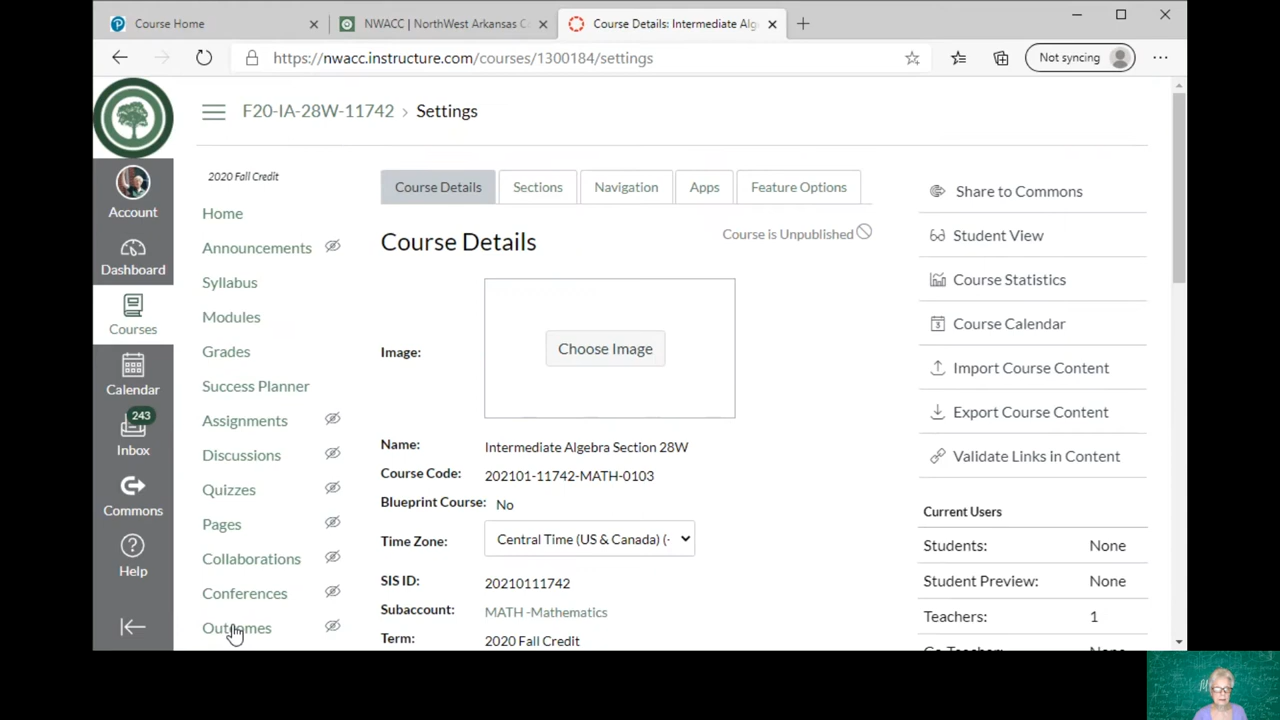 Course Home
NWACC | NorthWest Arkansas C
Course Details: Intermediate Alg
https://nwacc.instructure.com/courses/1300184/settings
Not syncing
F20-IA-28W-11742 › Settings
Account
Dashboard
Courses
Calendar
243
Inbox
Commons
Help
2020 Fall Credit
Home
Announcements
Syllabus
Modules
Grades
Success Planner
Assignments
Discussions
Quizzes
Pages
Collaborations
Conferences
Outcomes
Course Details
Sections
Navigation
Apps
Feature Options
Course Details
Course is Unpublished
Image:
Choose Image
Name: Intermediate Algebra Section 28W
Course Code: 202101-11742-MATH-0103
Blueprint Course: No
Time Zone: Central Time (US & Canada) (-
SIS ID: 20210111742
Subaccount: MATH -Mathematics
Term: 2020 Fall Credit
Share to Commons
Student View
Course Statistics
Course Calendar
Import Course Content
Export Course Content
Validate Links in Content
Current Users
Students: None
Student Preview: None
Teachers: 1